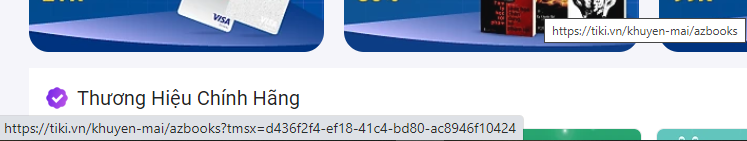 VISA
https://tiki.vn/khuyen-mai/azbooks
Thương Hiệu Chính Hãng
https://tiki.vn/khuyen-mai/azbooks?tmsx=d436f2f4-ef18-41c4-bd80-ac8946f10424